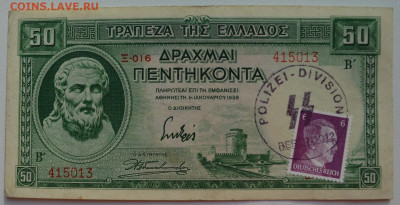 COINS.LAVE.RU
50 ΤΡΑΠΕΖΑ ΤΗΣ ΕΛΛΑΔΟΣ 50
Ξ-016 ΔΡΑΧΜΑΙ 415013
ΠΕΝΤΗΚΟΝΤΑ Β΄
ΠΛΗΡΩΤΕΑΙ ΕΠΙ ΤΗ ΕΜΦΑΝΙΣΕΙ
ΑΘΗΝΗΣΙ ΤΗ 1 ΙΑΝΟΥΑΡΙΟΥ 1939
Ο ΔΙΟΙΚΗΤΗΣ
POLIZEI-DIVISION
6
DEUTSCHES REICH
Β΄
415013
50 50